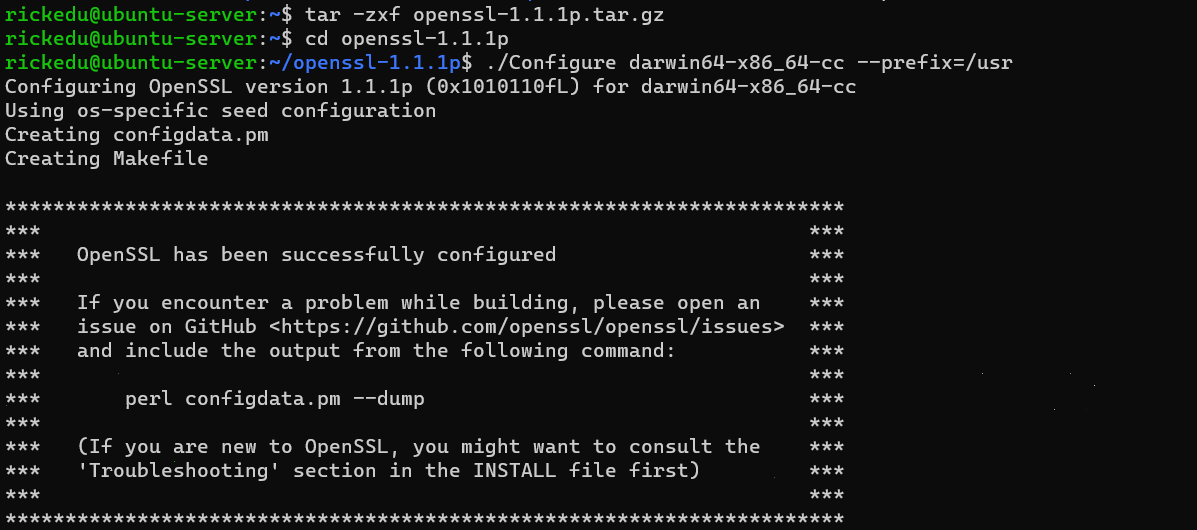 rickedu@ubuntu-server:~$ tar -zxf openssl-1.1.1p.tar.gz
rickedu@ubuntu-server:~$ cd openssl-1.1.1p
rickedu@ubuntu-server:~/openssl-1.1.1p$ ./Configure darwin64-x86_64-cc --prefix=/usr
Configuring OpenSSL version 1.1.1p (0x1010110fL) for darwin64-x86_64-cc
Using os-specific seed configuration
Creating configdata.pm
Creating Makefile

**********************************************************************
***                                                                ***
***   OpenSSL has been successfully configured                     ***
***                                                                ***
***   If you encounter a problem while building, please open an    ***
***   issue on GitHub <https://github.com/openssl/openssl/issues>  ***
***   and include the output from the following command:           ***
***                                                                ***
***       perl configdata.pm --dump                                ***
***                                                                ***
***   (If you are new to OpenSSL, you might want to consult the    ***
***   'Troubleshooting' section in the INSTALL file first)         ***
***                                                                ***
**********************************************************************